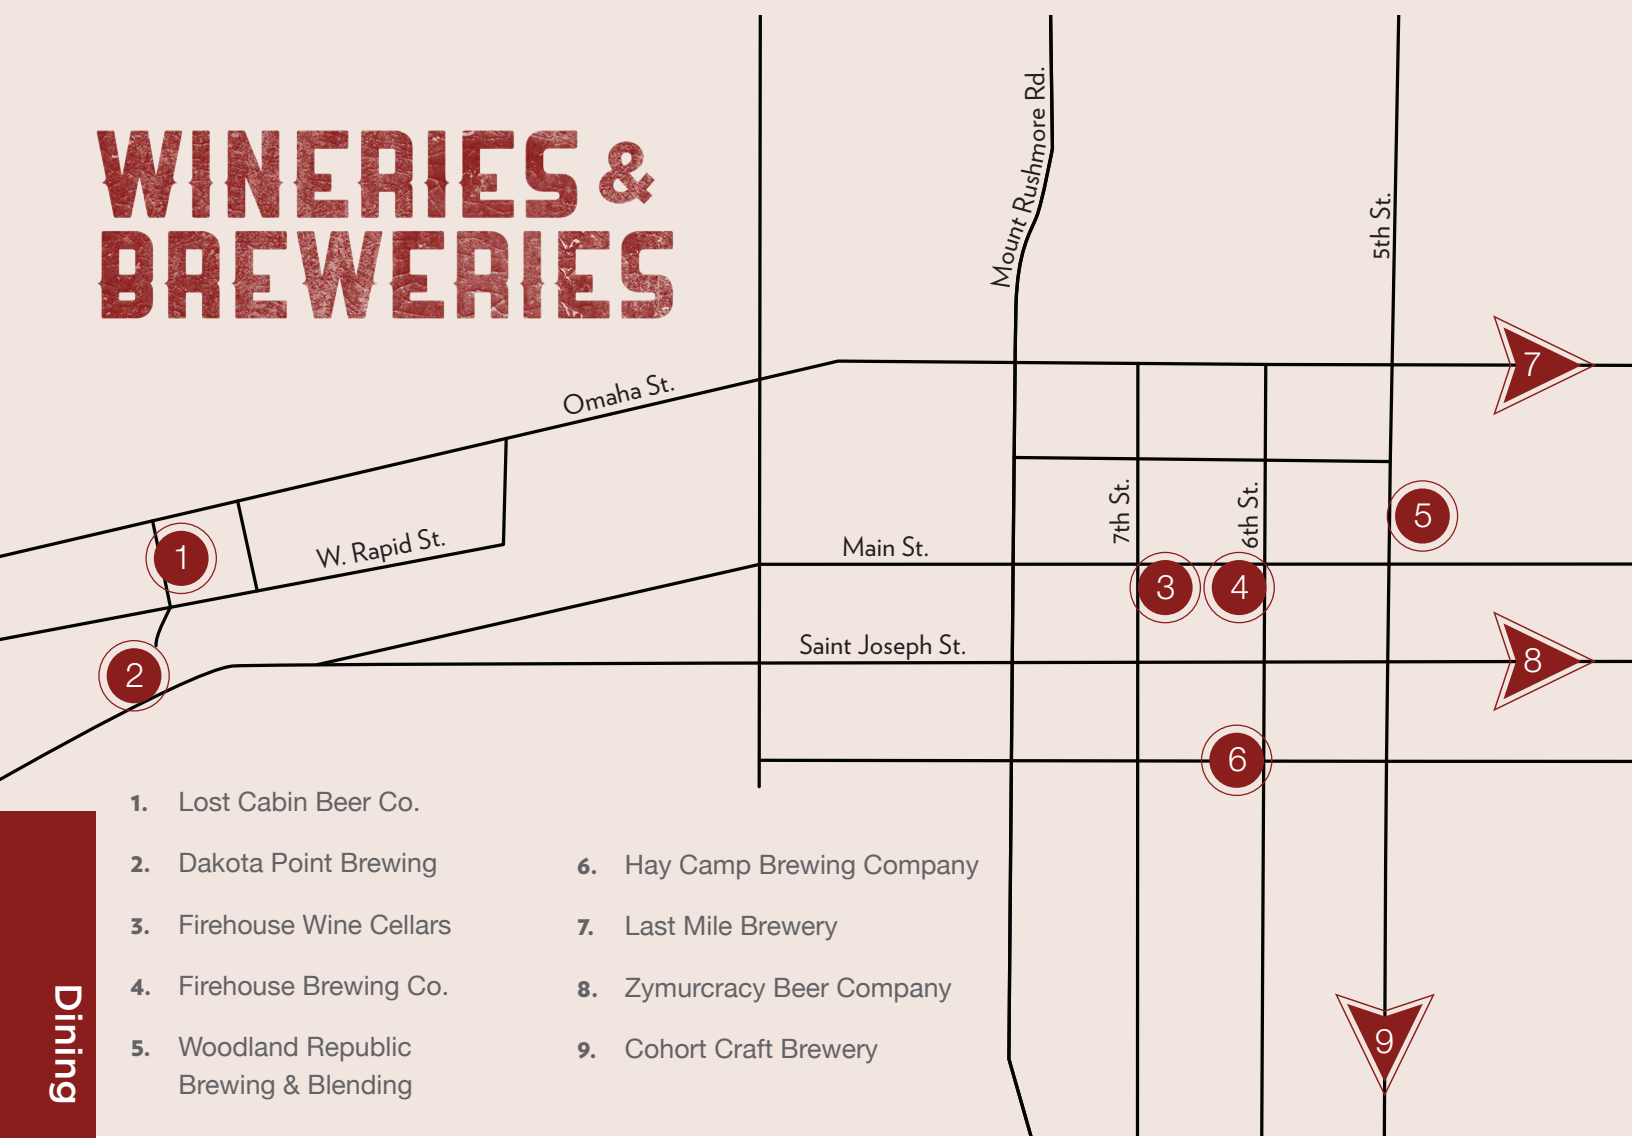 WINERIES &
BREWERIES
Mount Rushmore Rd.
5th St.
7
Omaha St.
7th St.
6th St.
5
W. Rapid St.
Main St.
1
3
4
Saint Joseph St.
8
2
6
1. Lost Cabin Beer Co.
2. Dakota Point Brewing
3. Firehouse Wine Cellars
4. Firehouse Brewing Co.
5. Woodland Republic
Brewing & Blending
6. Hay Camp Brewing Company
7. Last Mile Brewery
8. Zymurcracy Beer Company
9. Cohort Craft Brewery
9
Dining